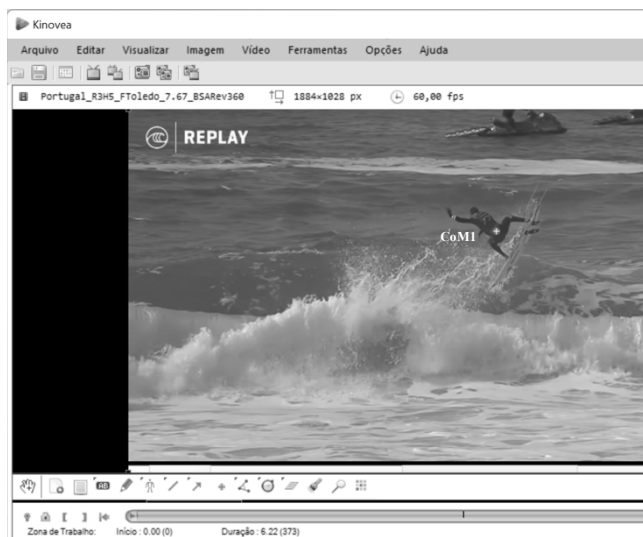 Kinovea
Arquivo Editar Visualizar Imagem Vídeo Ferramentas Opções Ajuda
Portugal_R3H5_FToledo_7.67_BSARev360 1884×1028 px 60,00 fps
REPLAY
CoM1
AB
Zona de Trabalho: Início : 0.00 (0) Duração : 6.22 (373)